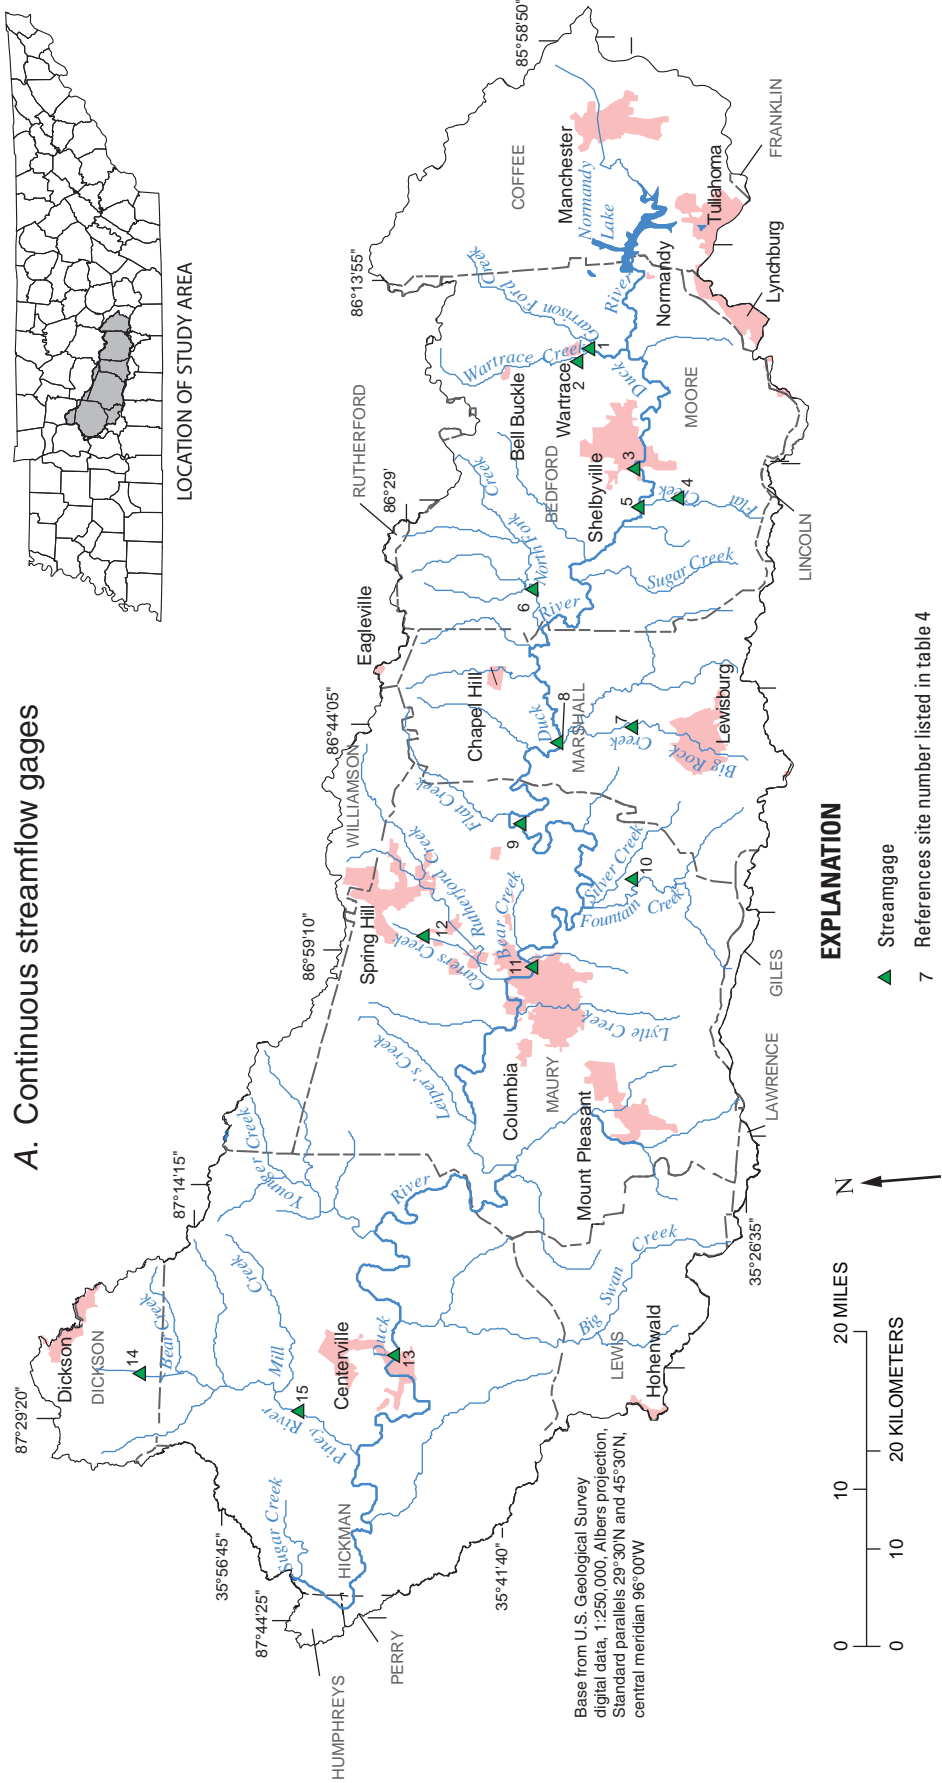 A. Continuous streamflow gages
LOCATION OF STUDY AREA
87°29'20"
Dickson
DICKSON
14
Bear Creek
87°14'15"
Younger Creek
86°59'10"
Spring Hill
WILLIAMSON
86°44'05"
Eagleville
RUTHERFORD
86°29'
86°13'55"
COFFEE
85°58'50"
35°56'45"
87°44'25"
Sugar Creek
HUMPHREYS
PERRY
HICKMAN
Piney River
15
Mill Creek
Centerville
Duck
13
River
Leiper's Creek
Carters Creek
12
Rutherford Creek
Flat Creek
Bear Creek
11
Columbia
MAURY
Lytle Creek
Mount Pleasant
Fountain Creek
Silver Creek
10
9
Chapel Hill
Duck
8
MARSHALL
7
Big Rock Creek
Lewisburg
River
6
North Fork Creek
BEDFORD
Bell Buckle
Wartrace
Wartrace Creek
2
1
Garrison Ford Creek
Duck
River
Normandy
Normandy Lake
Manchester
Tullahoma
Lynchburg
FRANKLIN
MOORE
Shelbyville
3
4
5
Flat Creek
Sugar Creek
LINCOLN
GILES
LAWRENCE
35°26'35"
Big Swan Creek
LEWIS
Hohenwald
35°41'40"
Base from U.S. Geological Survey
digital data, 1:250,000, Albers projection,
Standard parallels 29°30'N and 45°30'N,
central meridian 96°00'W
0 10 20 MILES
0 10 20 KILOMETERS
N
EXPLANATION
Streamgage
7 References site number listed in table 4